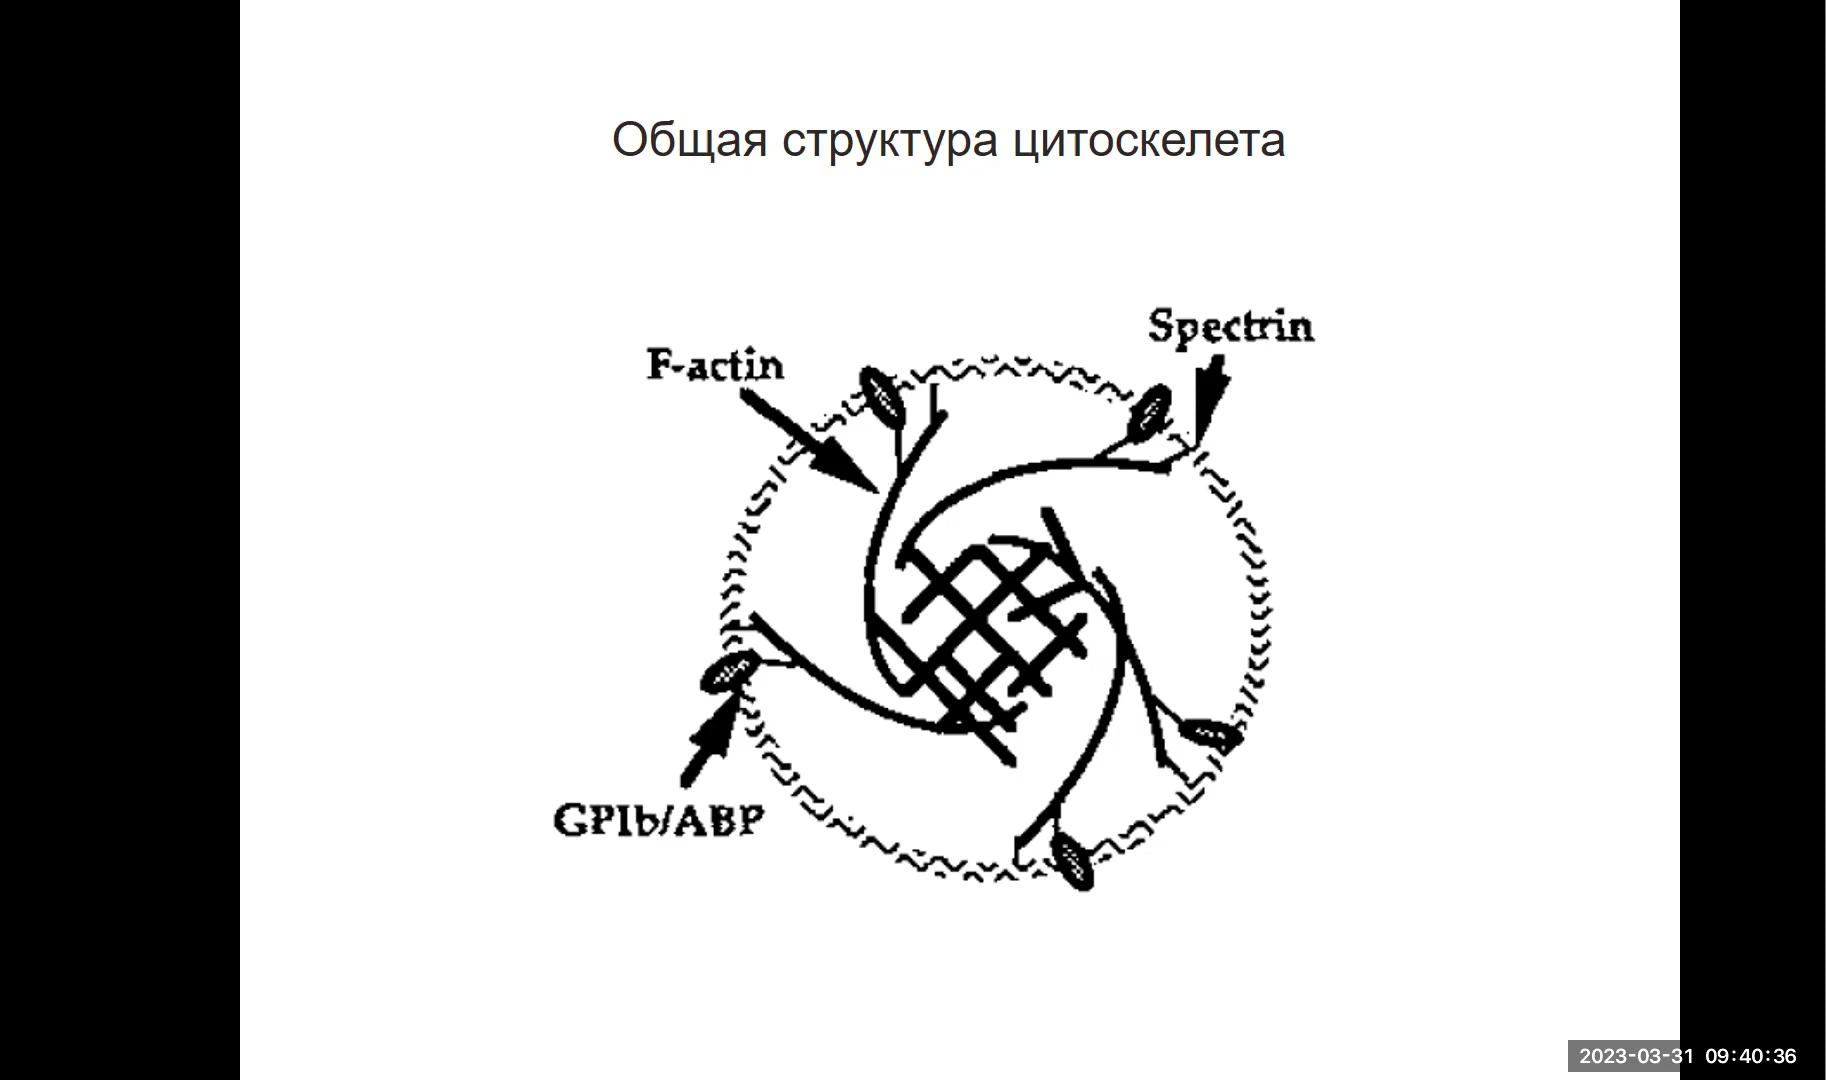 Общая структура цитоскелета
Spectrin
F-actin
GPIb/ABP
2023-03-31 09:40:36